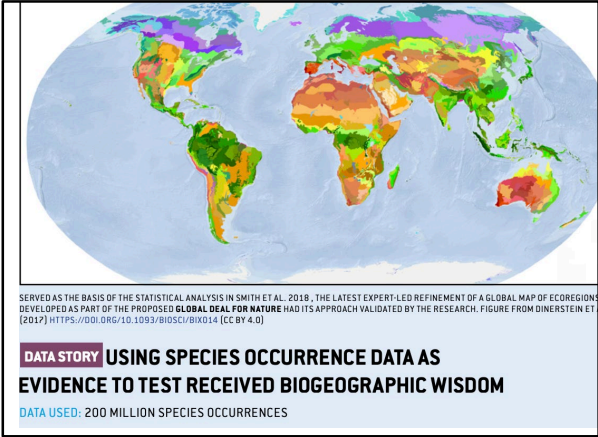 SERVED AS THE BASIS OF THE STATISTICAL ANALYSIS IN SMITH ET AL. 2018 , THE LATEST EXPERT-LED REFINEMENT OF A GLOBAL MAP OF ECOREGIONS
DEVELOPED AS PART OF THE PROPOSED GLOBAL DEAL FOR NATURE HAD ITS APPROACH VALIDATED BY THE RESEARCH. FIGURE FROM DINERSTEIN ET
(2017) HTTPS://DOI.ORG/10.1093/BIOSCI/BIX014 (CC BY 4.0)
DATA STORY USING SPECIES OCCURRENCE DATA AS
EVIDENCE TO TEST RECEIVED BIOGEOGRAPHIC WISDOM
DATA USED: 200 MILLION SPECIES OCCURRENCES